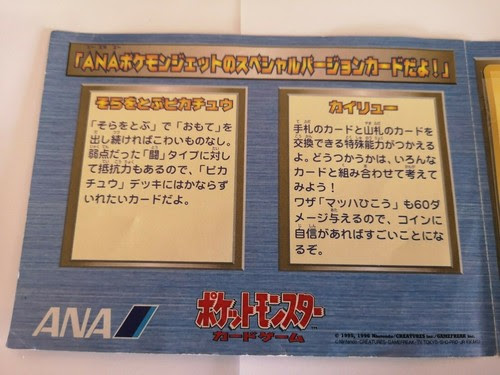 「ANAポケモンジェットのスペシャルバージョンカードだよ！」
そらをとぶピカチュウ
「そらをとぶ」で「おもて」を
出し続ければこわいものなし。
弱点だった「闘」タイプに対し
て抵抗力もあるので、「ピカ
チュウ」デッキにはかならず
いれたいカードだよ。
カイリュー
手札のカードと山札のカードを
交換できる特殊能力がつかえる
よ。どうつかうかは、いろんな
カードと組み合わせて考えて
みよう！
ワザ「マッハひこう」も60ダ
メージ与えるので、コインに
自信があればすごいことにな
るぞ。
ANA
ポケットモンスター
カードゲーム
© 1995, 1996 Nintendo/CREATURES inc/GAMEFREAK inc.